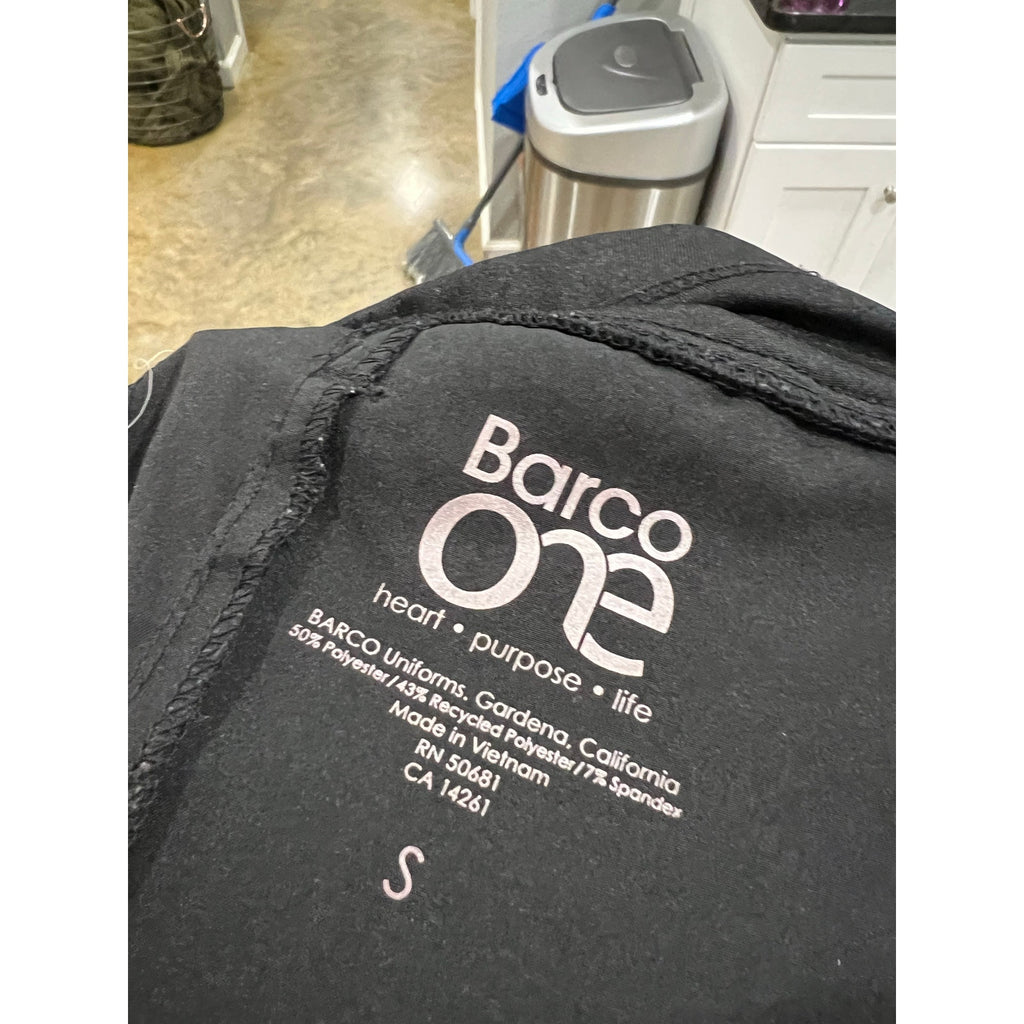 Barco
One
heart • purpose • life
BARCO Uniforms, Gardena, California
50% Polyester/43% Recycled Polyester/7% Spandex
Made in Vietnam
RN 50681
CA 14261
S